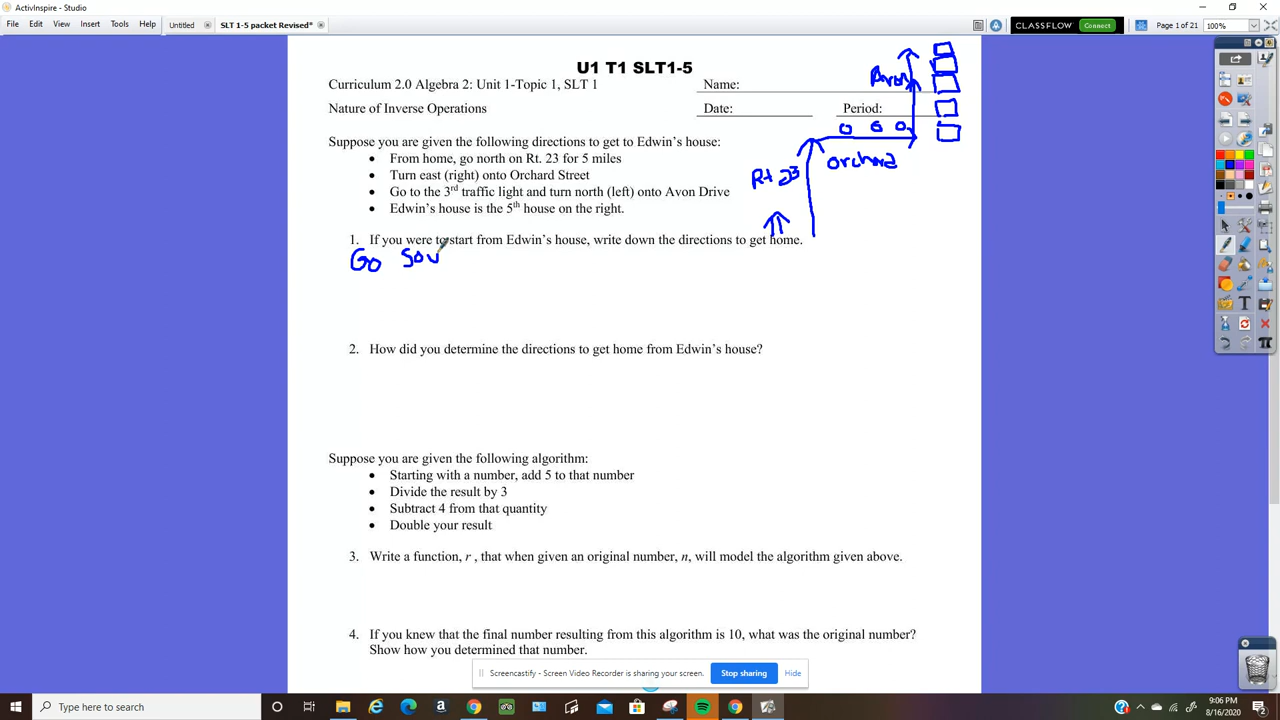 ActivInspire - Studio
File Edit View Insert Tools Help Untitled SLT 1-5 packet Revised* CLASSFLOW Connect Page 1 of 21 100%
U1 T1 SLT1-5
Curriculum 2.0 Algebra 2: Unit 1-Topic 1, SLT 1 Name:
Nature of Inverse Operations Date: Period:
Avon
Orchard
Rt 23
Suppose you are given the following directions to get to Edwin's house:
• From home, go north on Rt. 23 for 5 miles
• Turn east (right) onto Orchard Street
• Go to the 3rd traffic light and turn north (left) onto Avon Drive
• Edwin's house is the 5th house on the right.
1. If you were to start from Edwin's house, write down the directions to get home.
Go Sou
2. How did you determine the directions to get home from Edwin's house?
Suppose you are given the following algorithm:
• Starting with a number, add 5 to that number
• Divide the result by 3
• Subtract 4 from that quantity
• Double your result
3. Write a function, r , that when given an original number, n, will model the algorithm given above.
4. If you knew that the final number resulting from this algorithm is 10, what was the original number?
Show how you determined that number.
Screencastify - Screen Video Recorder is sharing your screen. Stop sharing Hide
Type here to search
9:06 PM
8/16/2020